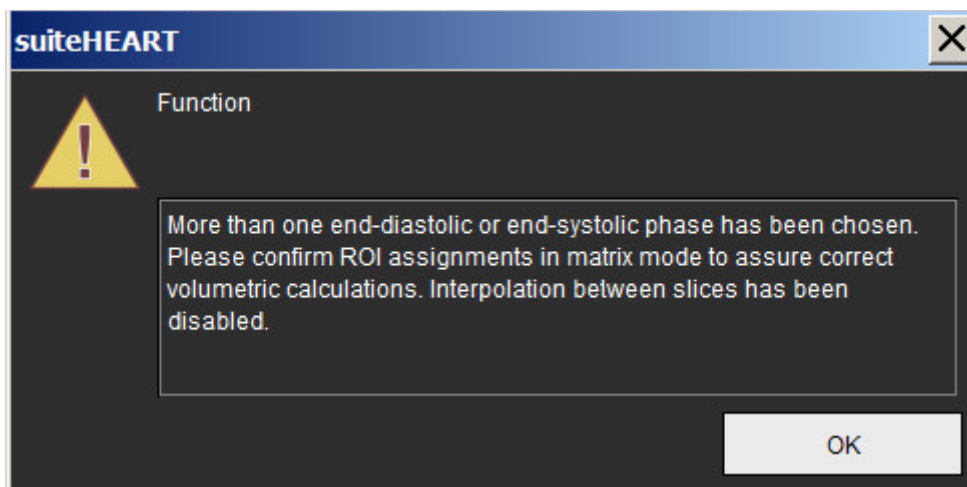 suiteHEART
Function
More than one end-diastolic or end-systolic phase has been chosen.
Please confirm ROI assignments in matrix mode to assure correct
volumetric calculations. Interpolation between slices has been
disabled.
OK